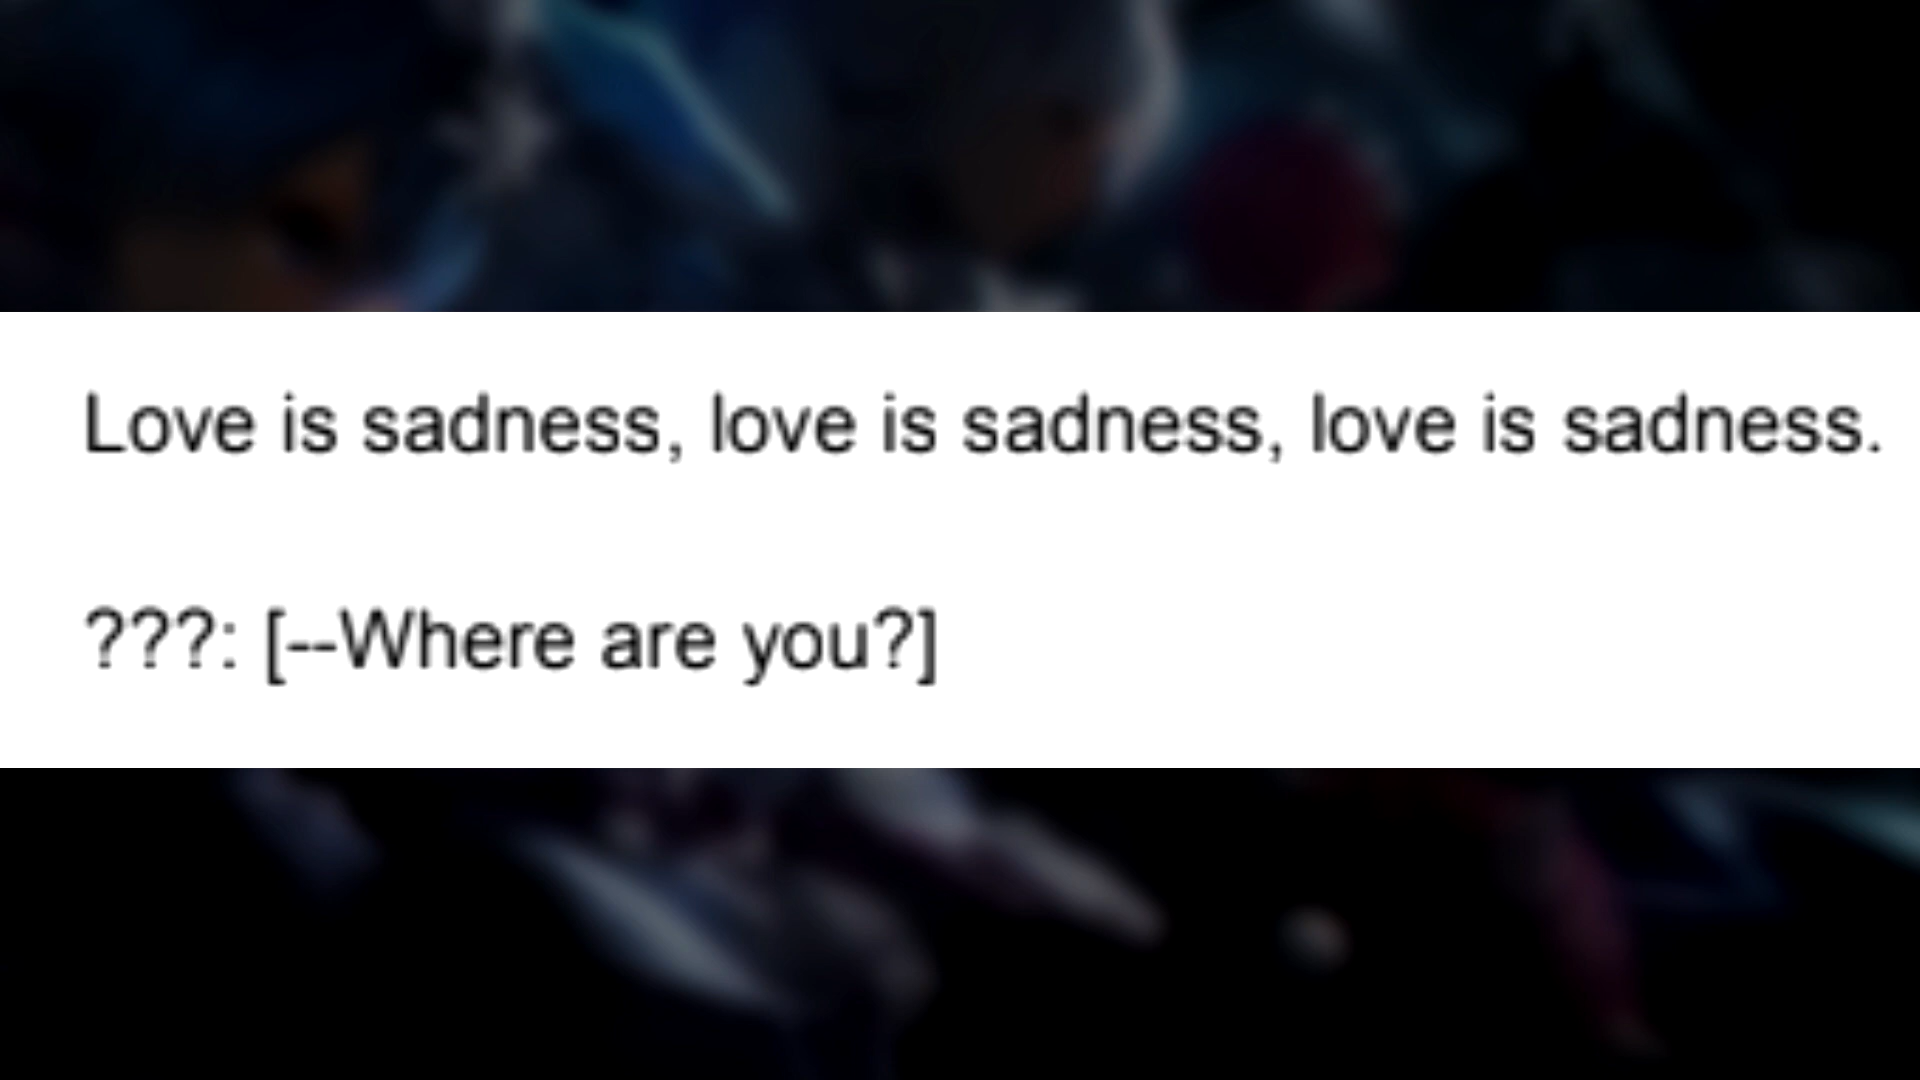 Love is sadness, love is sadness, love is sadness.
???: [--Where are you?]